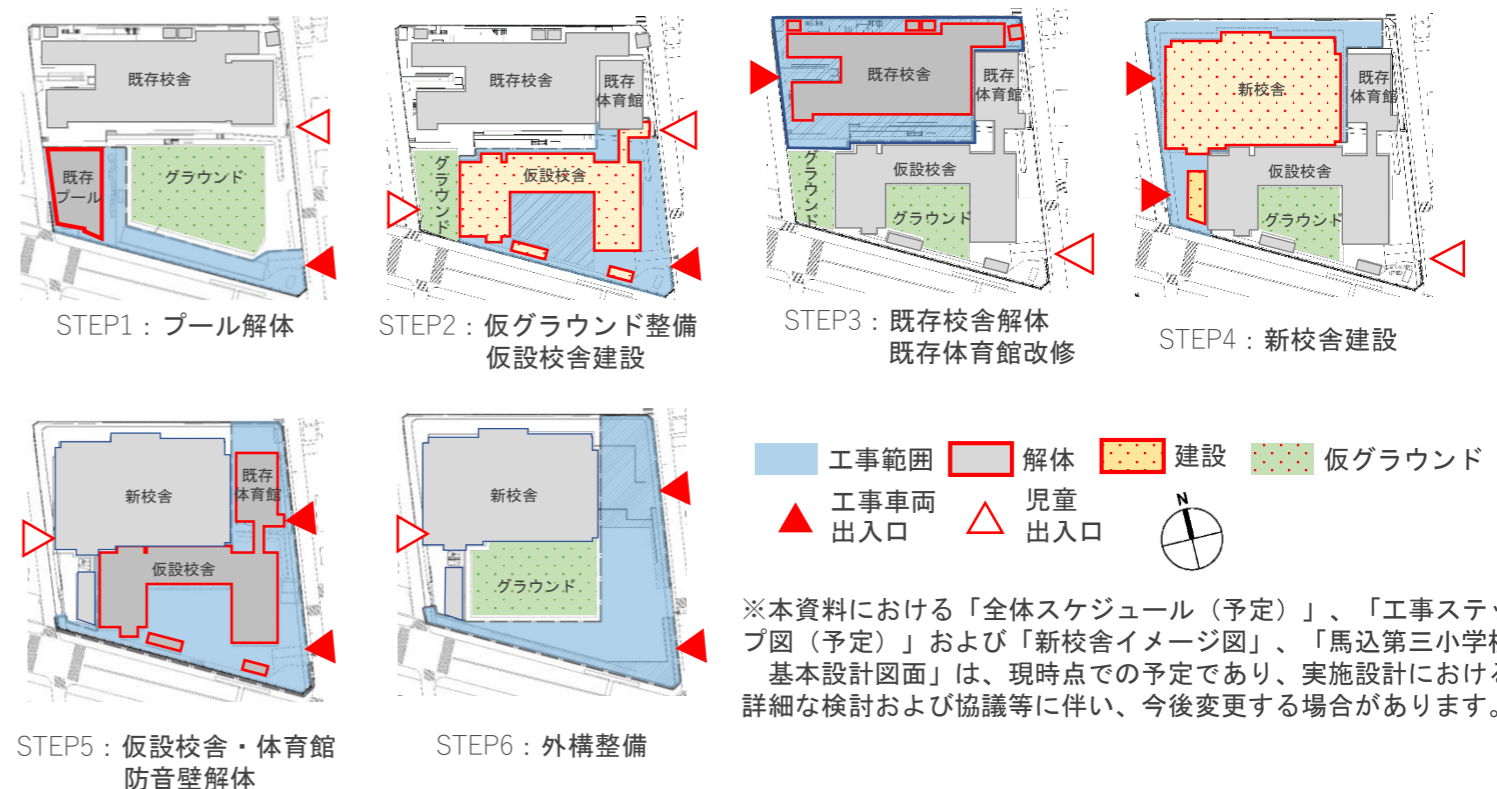 既存校舎
既存
プール
グラウンド
STEP1：プール解体
既存校舎
既存
体育館
グラウンド
仮設校舎
STEP2：仮グラウンド整備
仮設校舎建設
既存校舎
既存
体育館
グラウンド
仮設校舎
グラウンド
STEP3：既存校舎解体
既存体育館改修
新校舎
既存
体育館
仮設校舎
グラウンド
STEP4：新校舎建設
既存
体育館
新校舎
仮設校舎
STEP5：仮設校舎・体育館
防音壁解体
新校舎
グラウンド
STEP6：外構整備
工事範囲
解体
建設
仮グラウンド
工事車両
出入口
児童
出入口
N
※本資料における「全体スケジュール（予定）」、「工事ステッ
プ図（予定）」および「新校舎イメージ図」、「馬込第三小学校
基本設計図面」は、現時点での予定であり、実施設計における
詳細な検討および協議等に伴い、今後変更する場合があります。